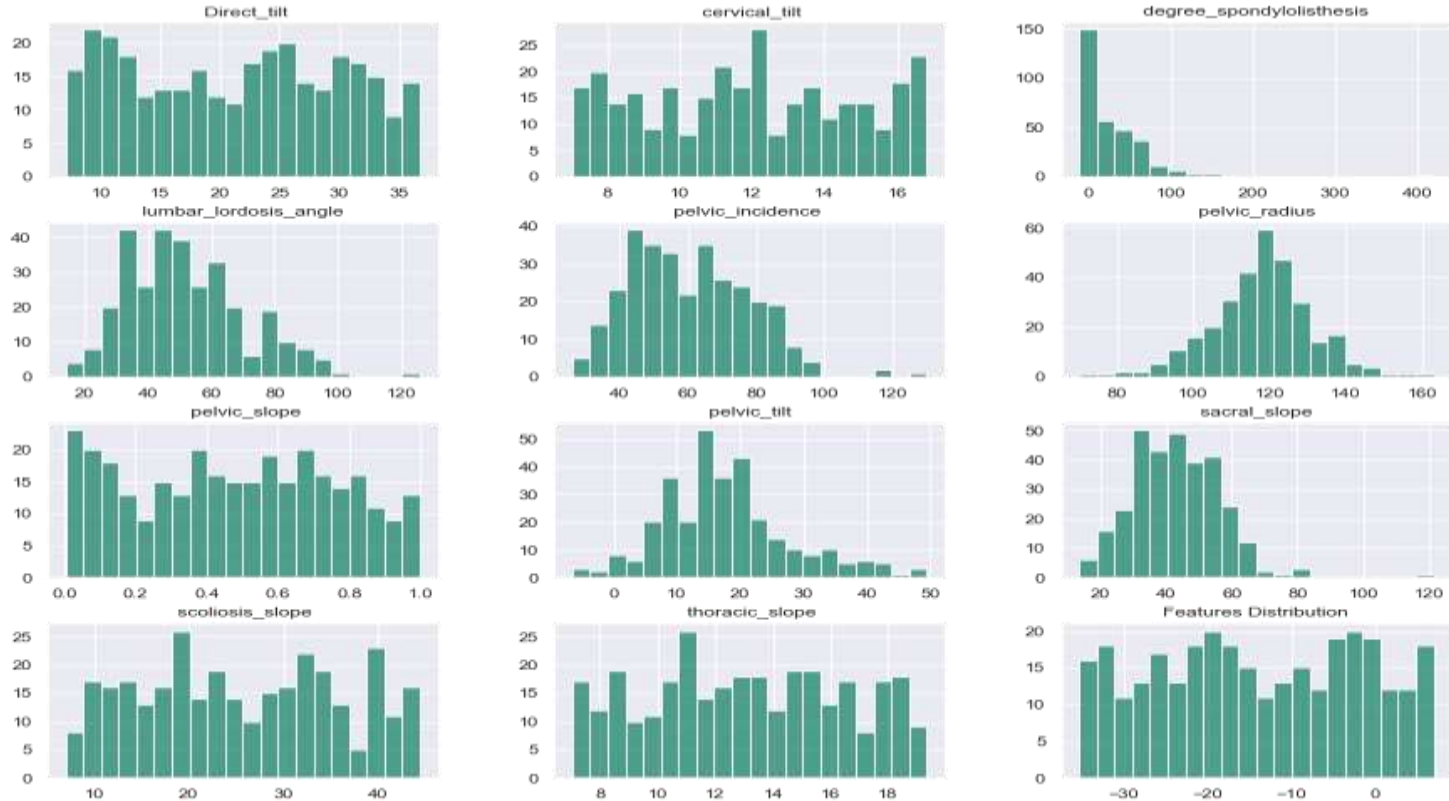 Direct_tilt cervical_tilt degree_spondylolisthesis
20 25 150
15 20 100
10 15 50
5 10 0
0 5
0
10 15 20 25 30 35 8 10 12 14 16 0 100 200 300 400
lumbar_lordosis_angle pelvic_incidence pelvic_radius
40 40 60
30 30 40
20 20 20
10 10 0
0 0
20 40 60 80 100 120 40 60 80 100 120 80 100 120 140 160
pelvic_slope pelvic_tilt sacral_slope
20 50 50
15 40 40
10 30 30
5 20 20
0 10 10
0 0
0.0 0.2 0.4 0.6 0.8 1.0 0 10 20 30 40 50 20 40 60 80 100 120
scoliosis_slope thoracic_slope Features Distribution
25 25 20
20 20 15
15 15 10
10 10 5
5 5 0
0 0
10 20 30 40 8 10 12 14 16 18 −30 −20 −10 0